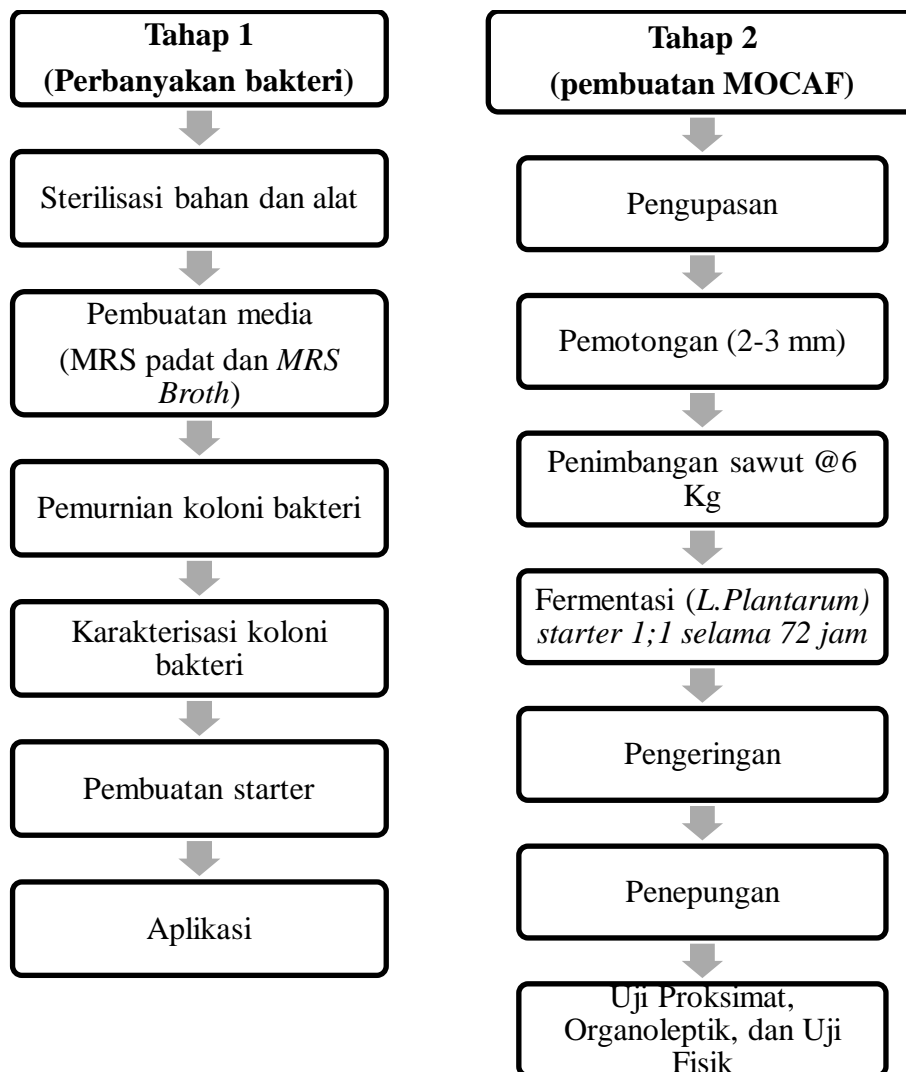 Tahap 1
(Perbanyakan bakteri)
Sterilisasi bahan dan alat
Pembuatan media
(MRS padat dan MRS
Broth)
Pemurnian koloni bakteri
Karakterisasi koloni
bakteri
Pembuatan starter
Aplikasi
Tahap 2
(pembuatan MOCAF)
Pengupasan
Pemotongan (2-3 mm)
Penimbangan sawut @6
Kg
Fermentasi (L.Plantarum)
starter 1;1 selama 72 jam
Pengeringan
Penepungan
Uji Proksimat,
Organoleptik, dan Uji
Fisik